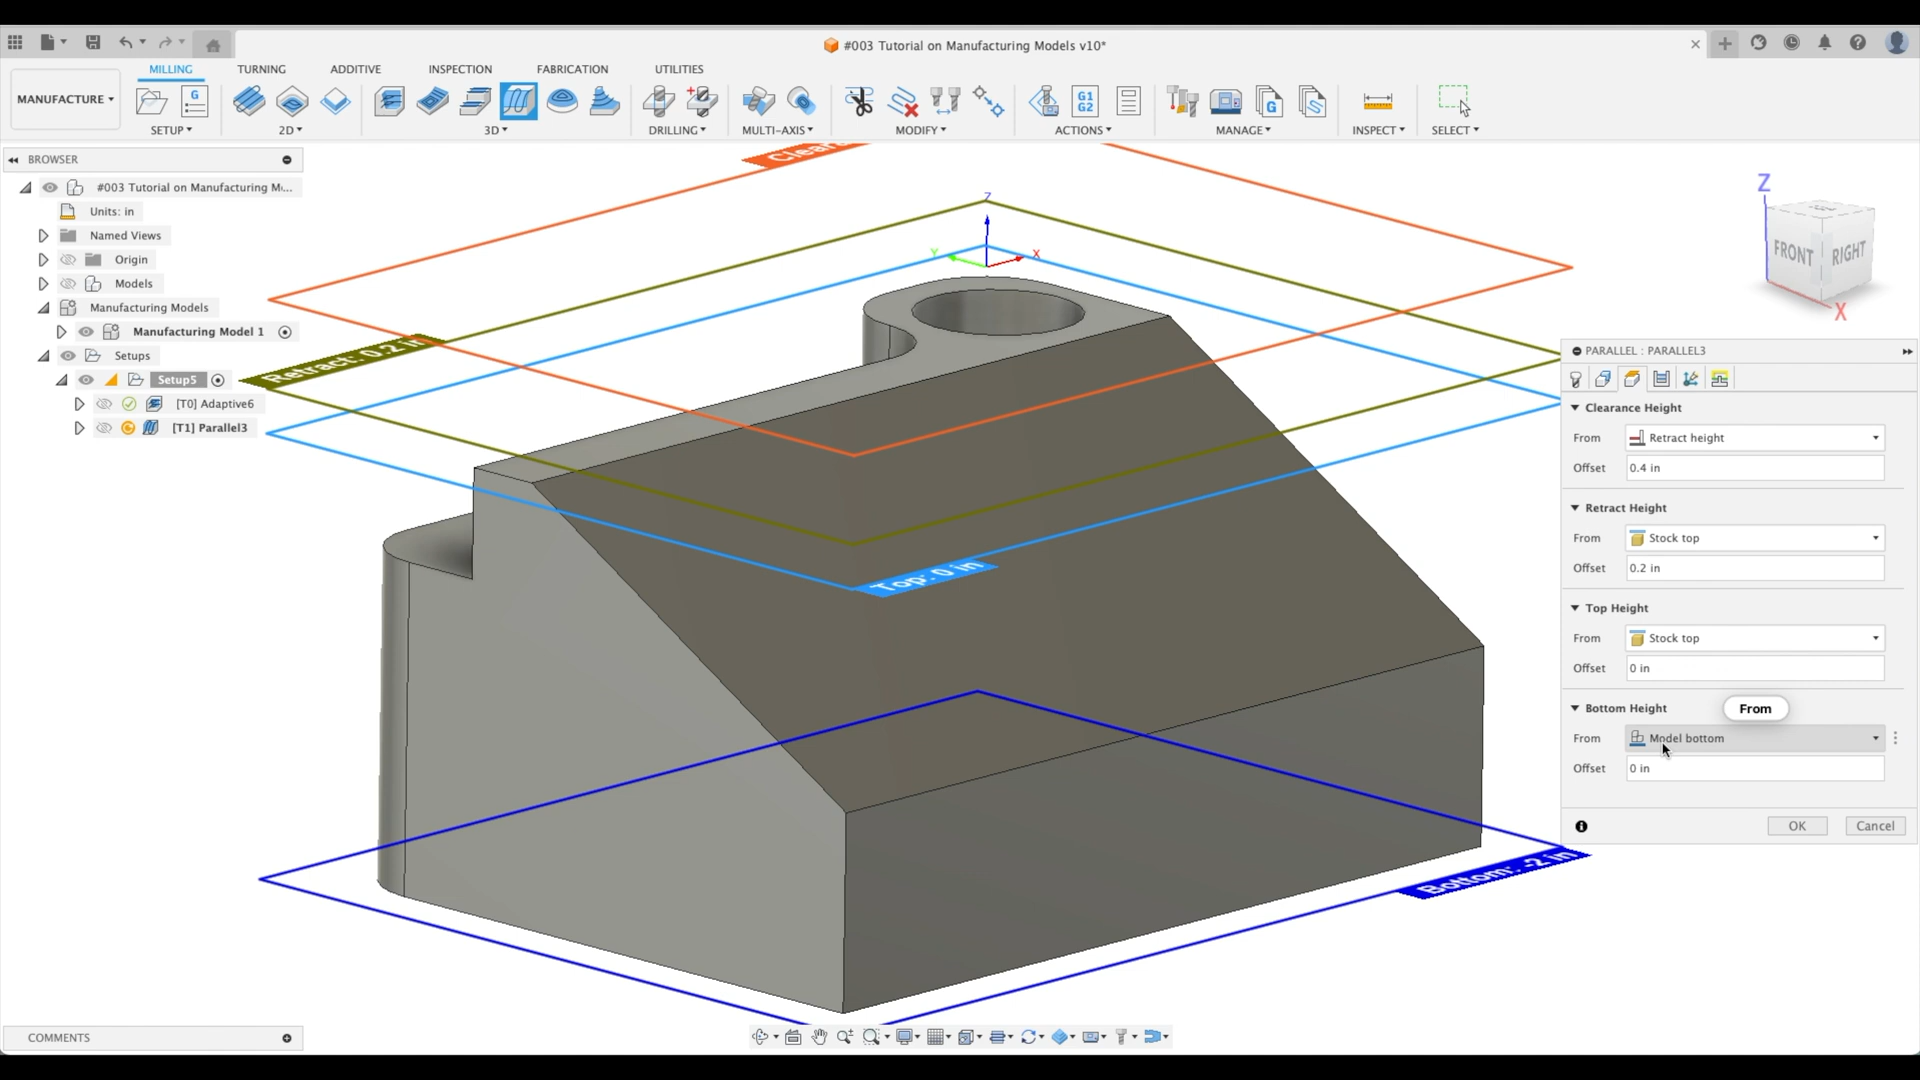 #003 Tutorial on Manufacturing Models v10*
MANUFACTURE
MILLING
TURNING
ADDITIVE
INSPECTION
FABRICATION
UTILITIES
G
G1
G2
G
SETUP
2D
3D
DRILLING
MULTI-AXIS
MODIFY
ACTIONS
MANAGE
INSPECT
SELECT
BROWSER
#003 Tutorial on Manufacturing M...
Units: in
Named Views
Origin
Models
Manufacturing Models
Manufacturing Model 1
Setups
Setup5
[T0] Adaptive6
[T1] Parallel3
Retract: 0.2 in
Top: 0 in
Bottom: -2 in
Z
Y
X
Z
FRONT
RIGHT
X
PARALLEL : PARALLEL3
Clearance Height
From
Retract height
Offset
0.4 in
Retract Height
From
Stock top
Offset
0.2 in
Top Height
From
Stock top
Offset
0 in
Bottom Height
From
From
Model bottom
Offset
0 in
OK
Cancel
COMMENTS